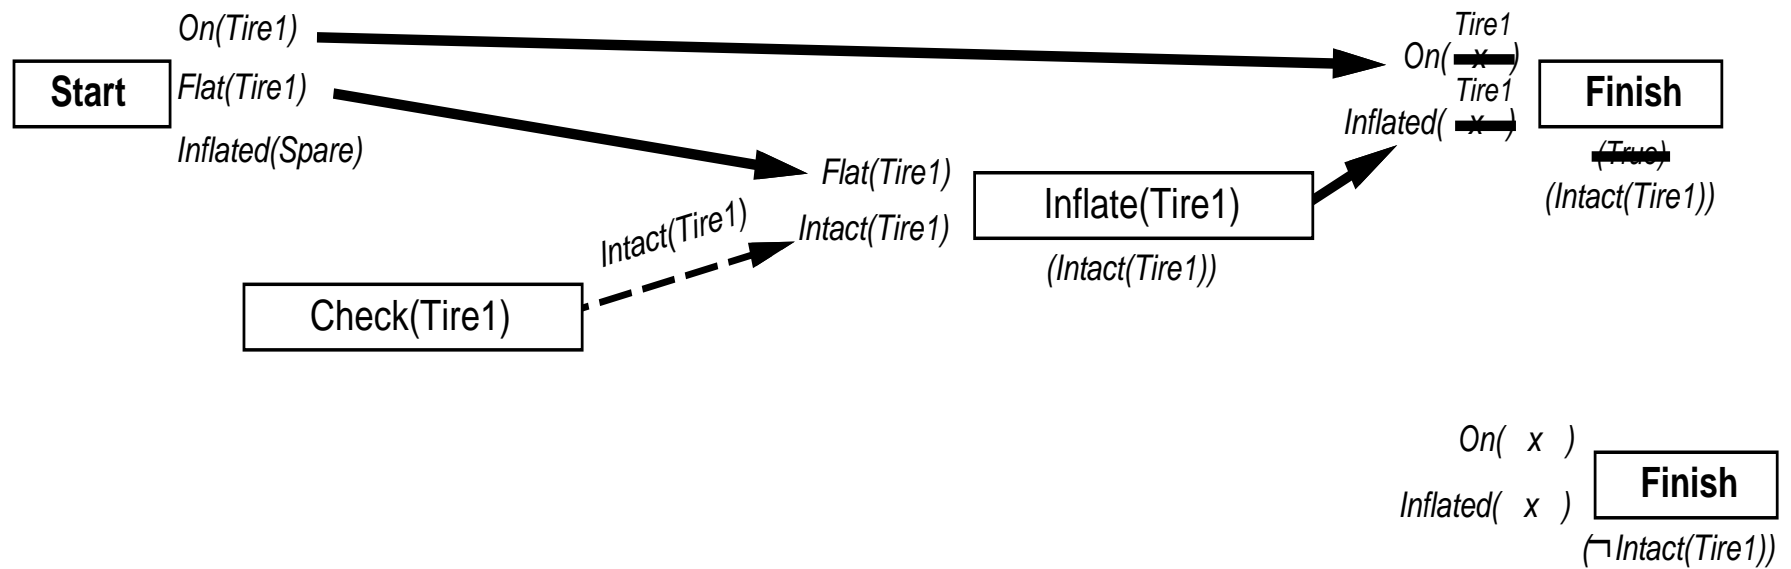 On(Tire1)
Start
Flat(Tire1)
Inflated(Spare)
Tire1
On( x )
Tire1
Inflated( x )
Finish
(True)
(Intact(Tire1))
Flat(Tire1)
Intact(Tire1)
Intact(Tire1)
Inflate(Tire1)
(Intact(Tire1))
Check(Tire1)
On( x )
Inflated( x )
Finish
(¬Intact(Tire1))